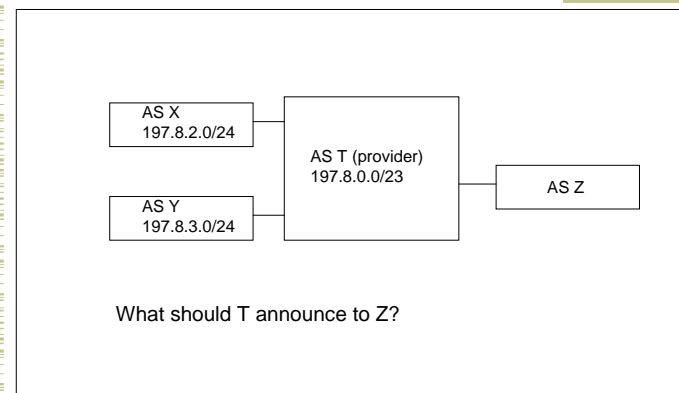 AS X
197.8.2.0/24
AS T (provider)
197.8.0.0/23
AS Z
AS Y
197.8.3.0/24
What should T announce to Z?